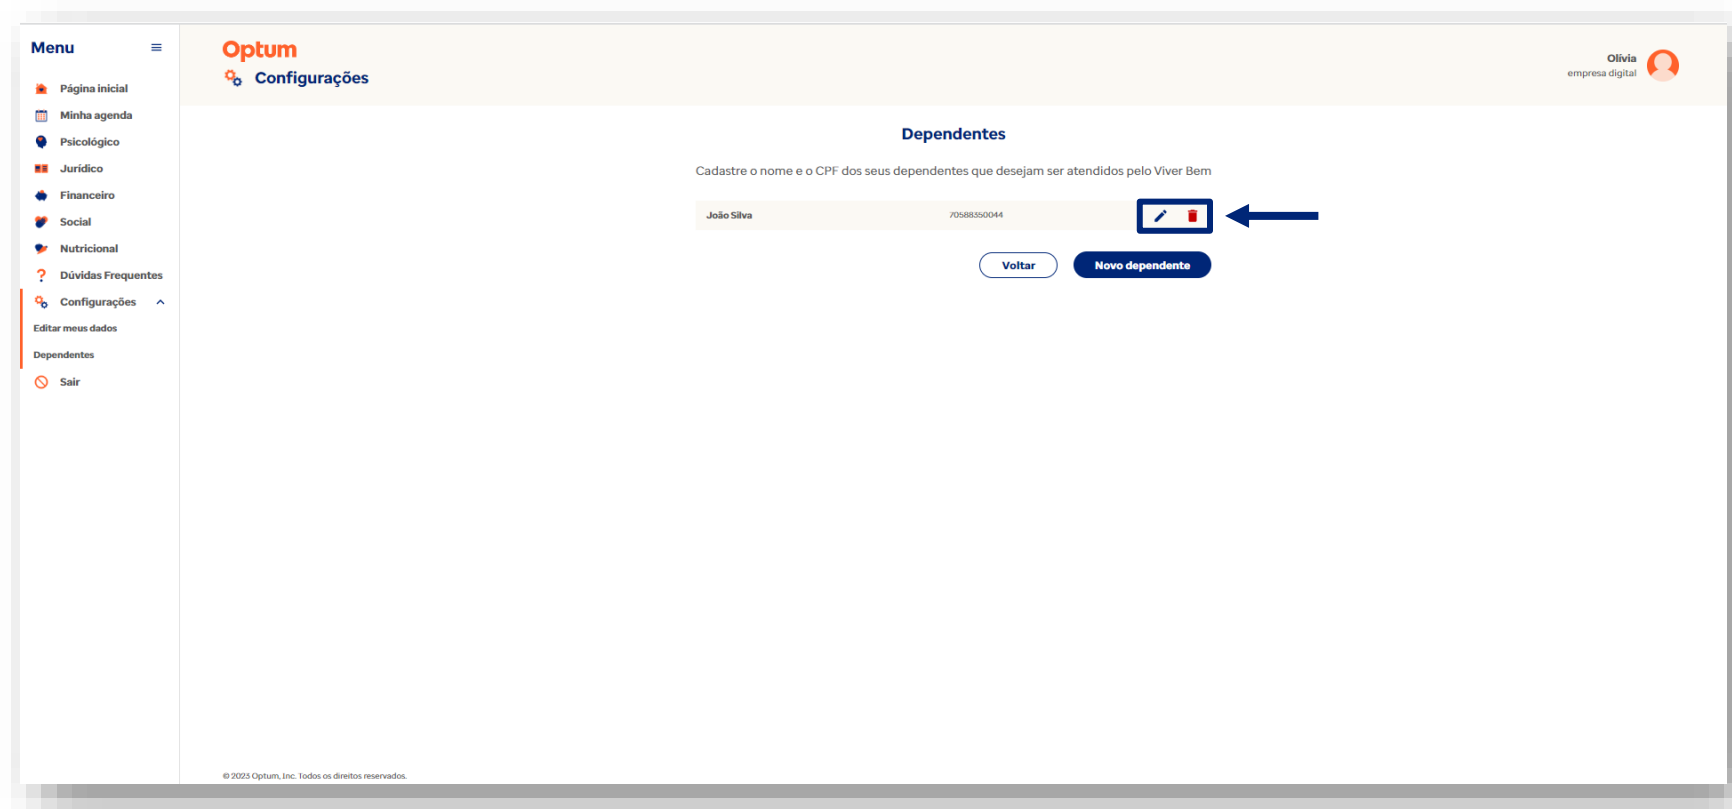 Menu
Página inicial
Minha agenda
Psicológico
Jurídico
Financeiro
Social
Nutricional
Dúvidas Frequentes
Configurações
Editar meus dados
Dependentes
Sair
Optum
Configurações
Olívia
empresa digital
Dependentes
Cadastre o nome e o CPF dos seus dependentes que desejam ser atendidos pelo Viver Bem
João Silva 70588350044
Voltar Novo dependente
© 2023 Optum, Inc. Todos os direitos reservados.